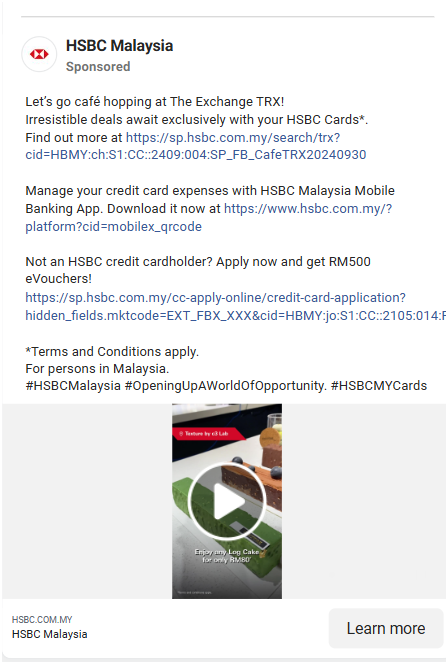 HSBC Malaysia
Sponsored
Let's go café hopping at The Exchange TRX!
Irresistible deals await exclusively with your HSBC Cards*.
Find out more at https://sp.hsbc.com.my/search/trx?
cid=HBMY:ch:S1:CC::2409:004:SP_FB_CafeTRX20240930
Manage your credit card expenses with HSBC Malaysia Mobile
Banking App. Download it now at https://www.hsbc.com.my/?
platform?cid=mobilex_qrcode
Not an HSBC credit cardholder? Apply now and get RM500
eVouchers!
https://sp.hsbc.com.my/cc-apply-online/credit-card-application?
hidden_fields.mktcode=EXT_FBX_XXX&cid=HBMY:jo:S1:CC::2105:014:F
*Terms and Conditions apply.
For persons in Malaysia.
#HSBCMalaysia #OpeningUpAWorldOfOpportunity. #HSBCMYCards
Texture by c3 Lab
Enjoy any Log Cake
for only RM80*
HSBC.COM.MY
HSBC Malaysia
Learn more